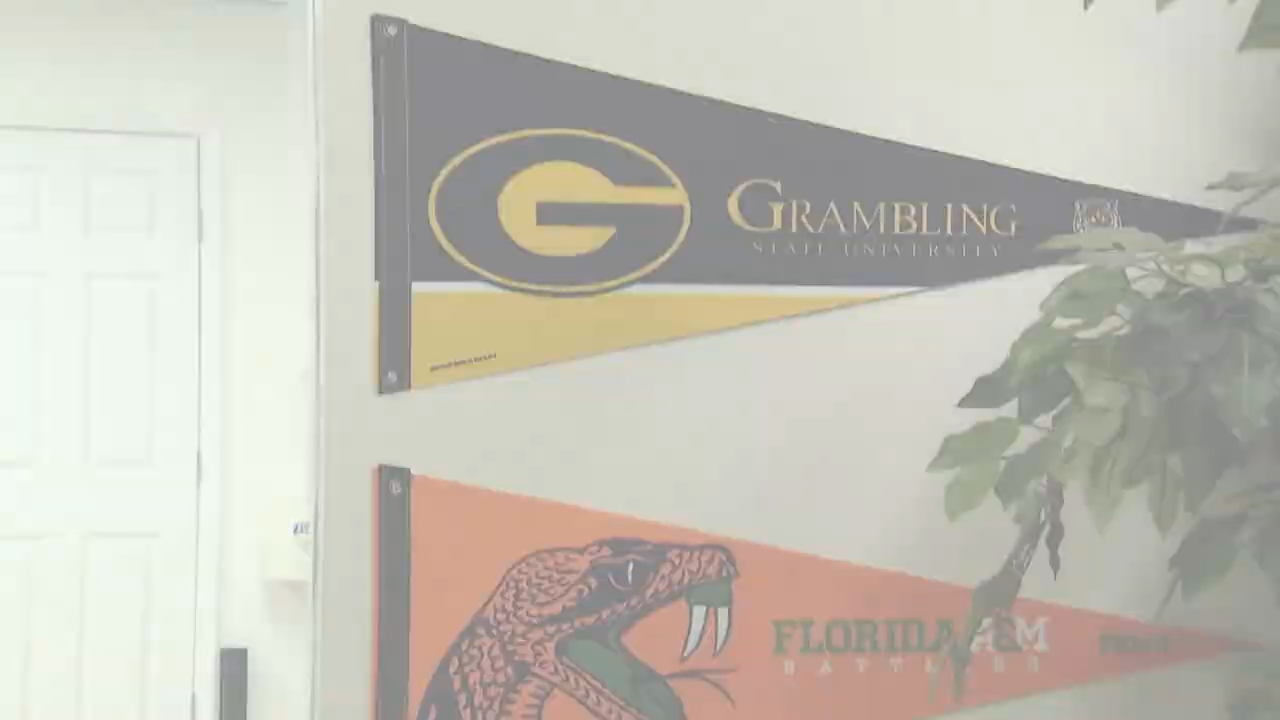 G
GRAMBLING
STATE UNIVERSITY
FLORIDA A&M
RATTLERS